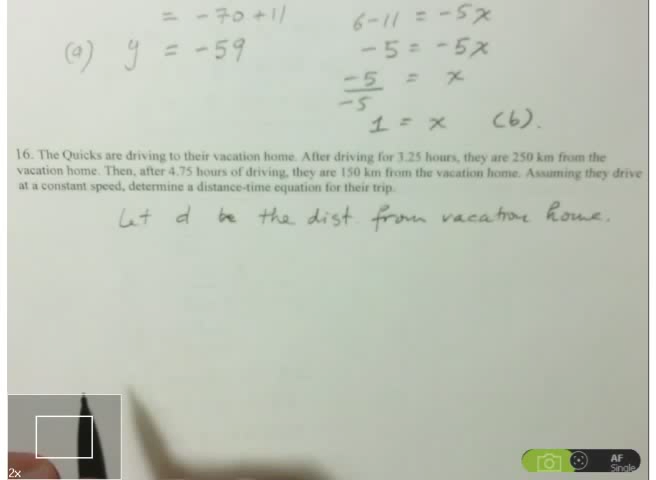 = -70 + 11
(a) y = -59
6 - 11 = -5x
-5 = -5x
-5/-5 = x
1 = x (b).
16. The Quicks are driving to their vacation home. After driving for 3.25 hours, they are 250 km from the
vacation home. Then, after 4.75 hours of driving, they are 150 km from the vacation home. Assuming they drive
at a constant speed, determine a distance-time equation for their trip.
Let d be the dist. from vacation home.
2x
AF
Single